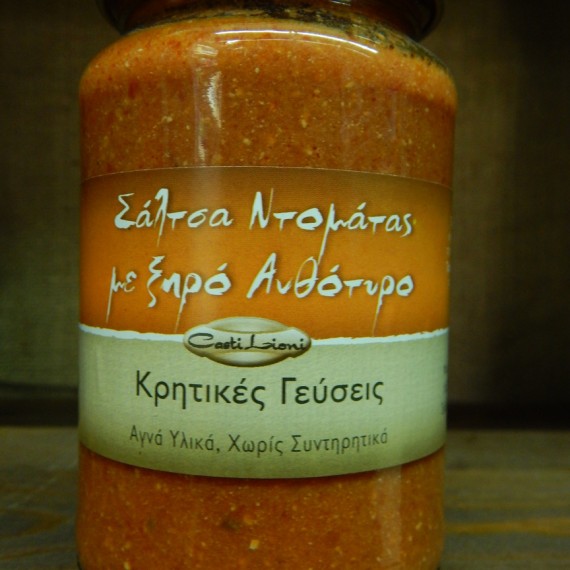 Σάλτσα Ντομάτας
με ξηρό Ανθότυρο
Casti Lioni
Κρητικές Γεύσεις
Αγνά Υλικά, Χωρίς Συντηρητικά